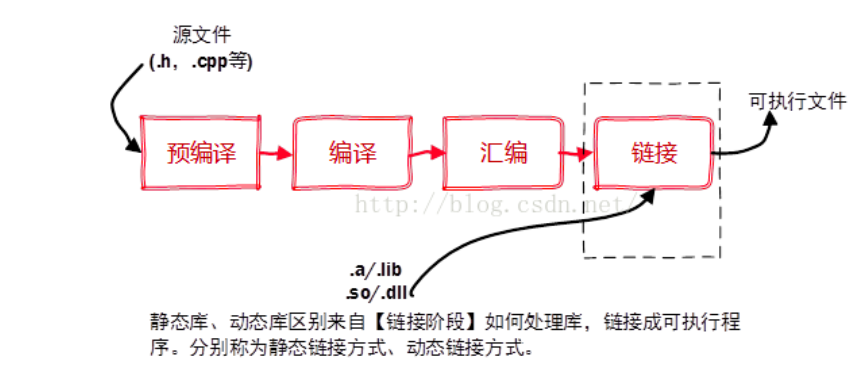 源文件
(.h，.cpp等)
可执行文件
预编译
编译
汇编
链接
http://blog.csdn.net/
.a/.lib
.so/.dll
静态库、动态库区别来自【链接阶段】如何处理库，链接成可执行程
序。分别称为静态链接方式、动态链接方式。